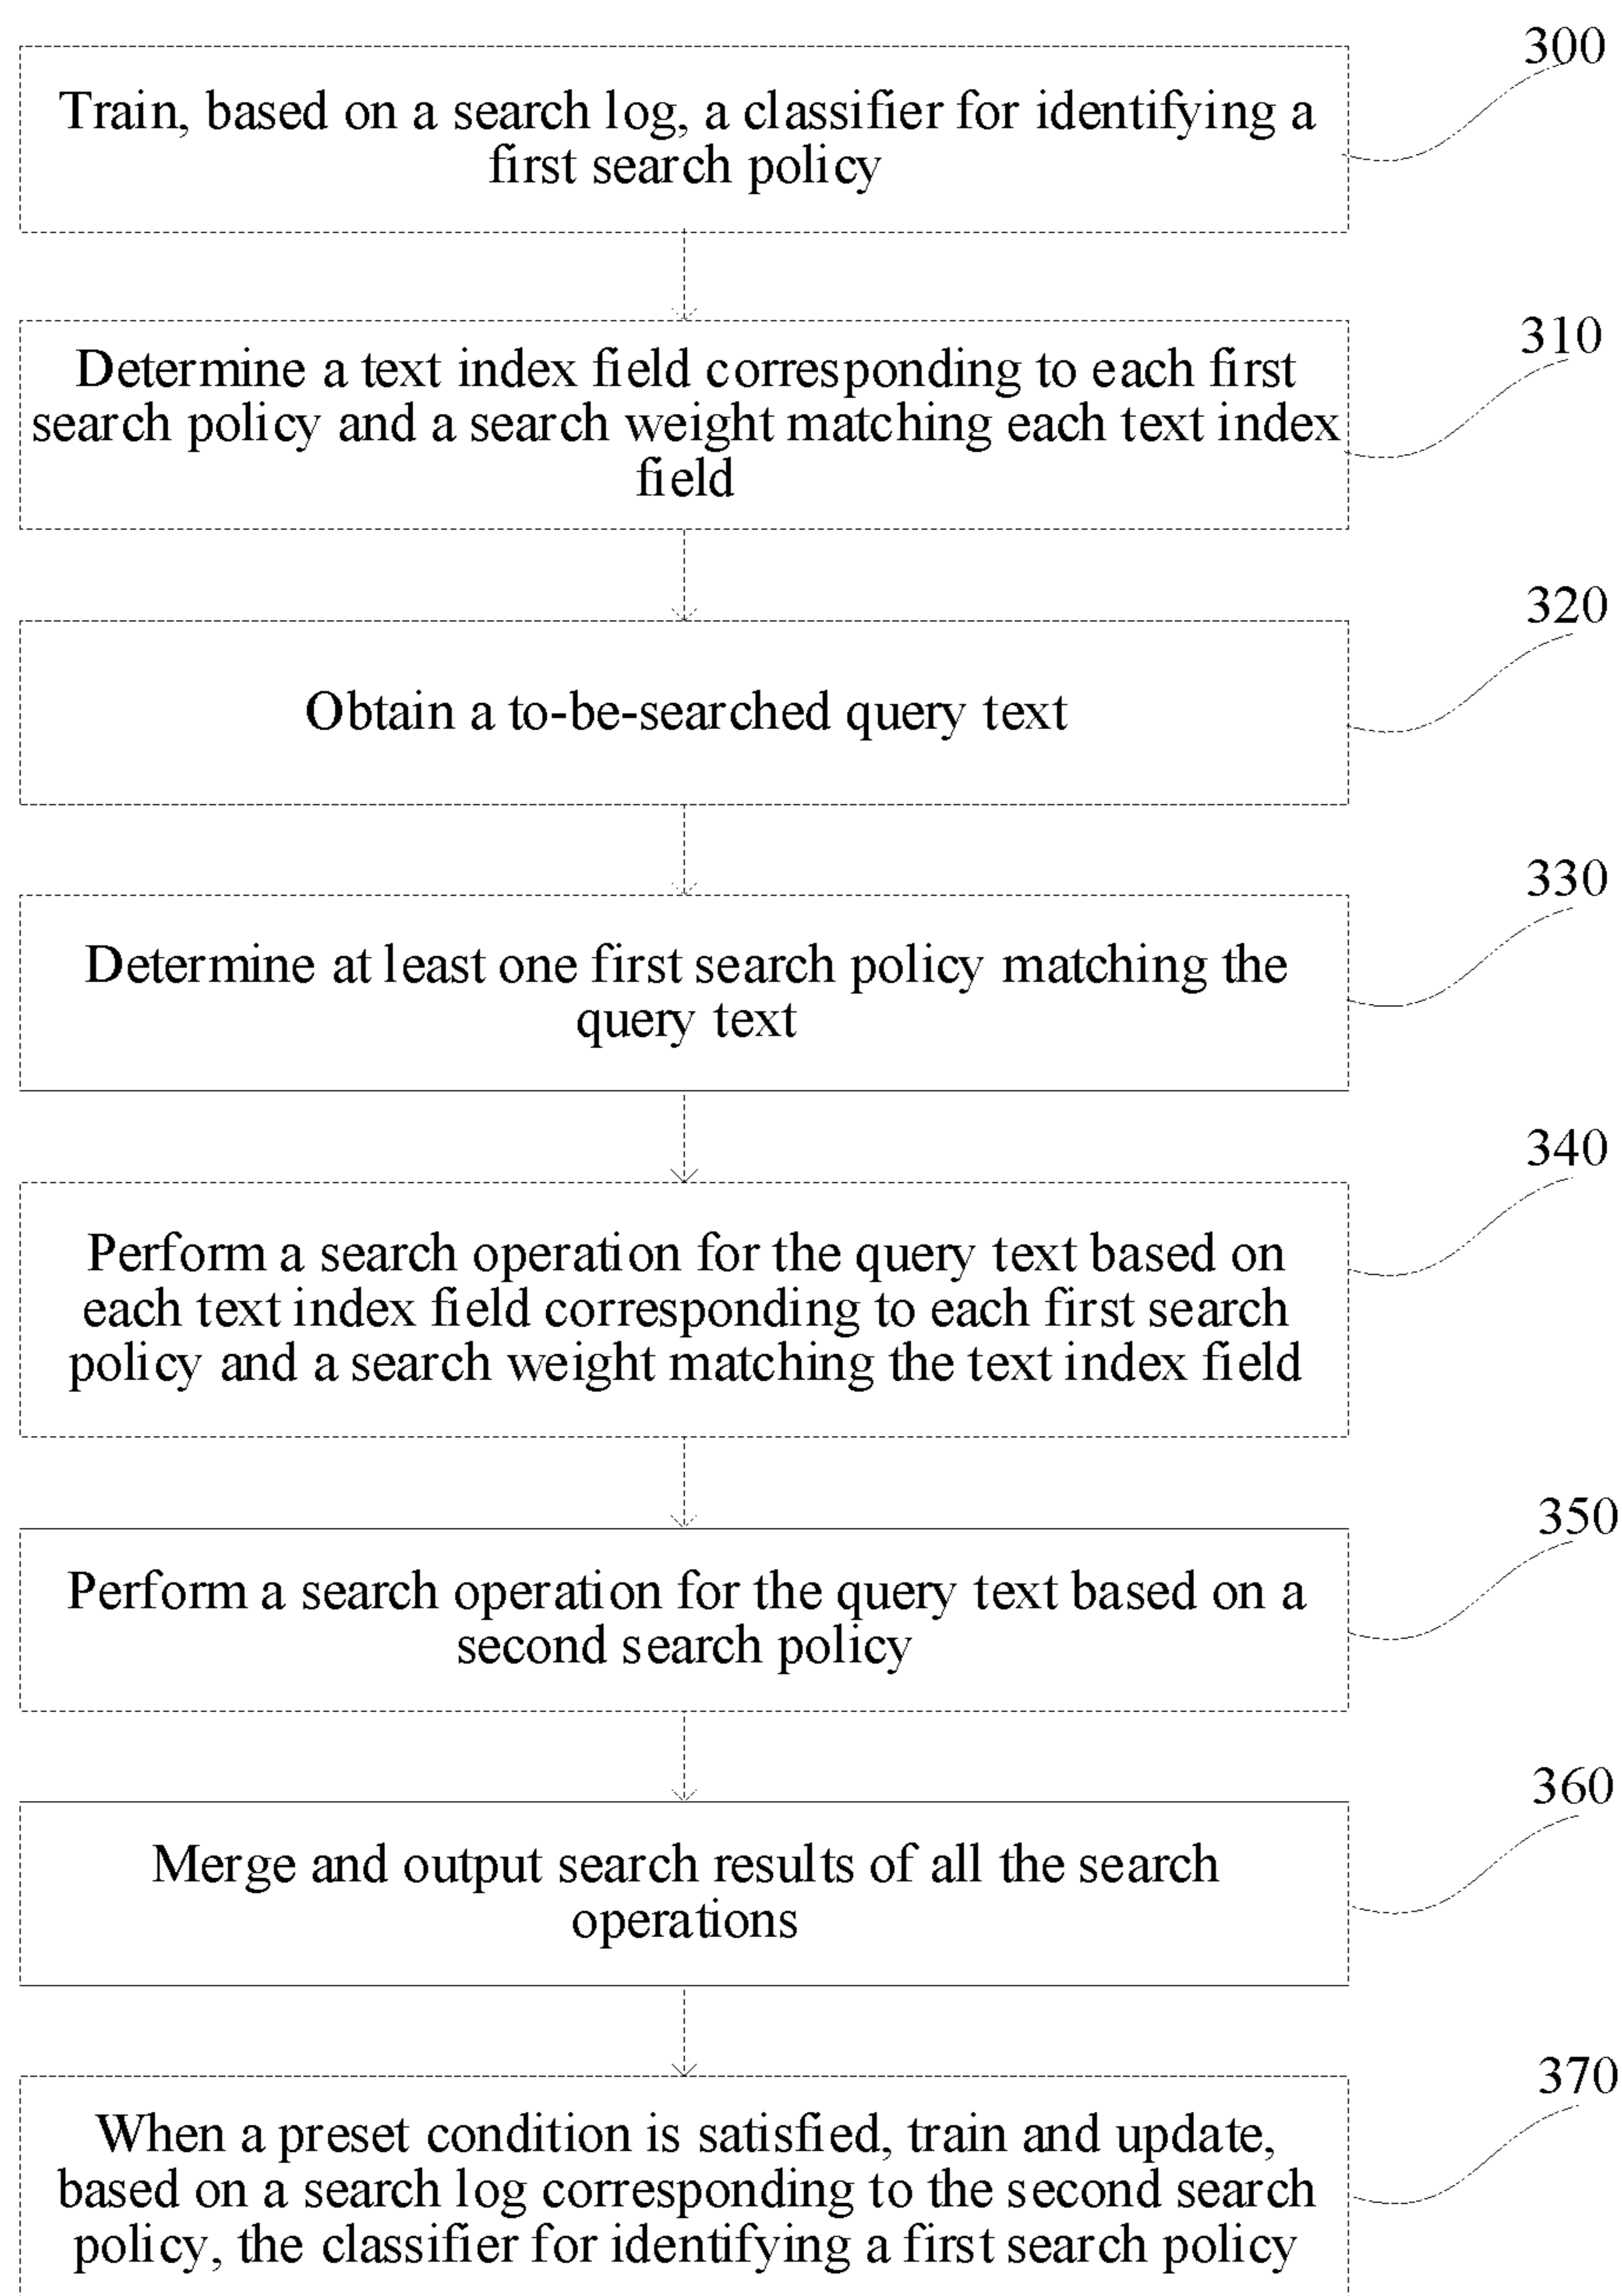 300
Train, based on a search log, a classifier for identifying a
first search policy
310
Determine a text index field corresponding to each first
search policy and a search weight matching each text index
field
320
Obtain a to-be-searched query text
330
Determine at least one first search policy matching the
query text
340
Perform a search operation for the query text based on
each text index field corresponding to each first search
policy and a search weight matching the text index field
350
Perform a search operation for the query text based on a
second search policy
360
Merge and output search results of all the search
operations
370
When a preset condition is satisfied, train and update,
based on a search log corresponding to the second search
policy, the classifier for identifying a first search policy